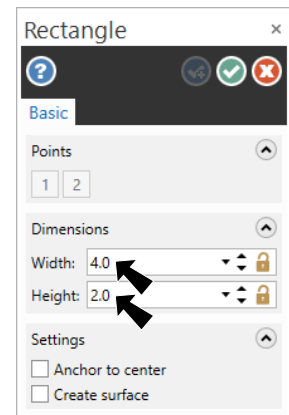 Rectangle
Basic
Points
1 2
Dimensions
Width: 4.0
Height: 2.0
Settings
Anchor to center
Create surface